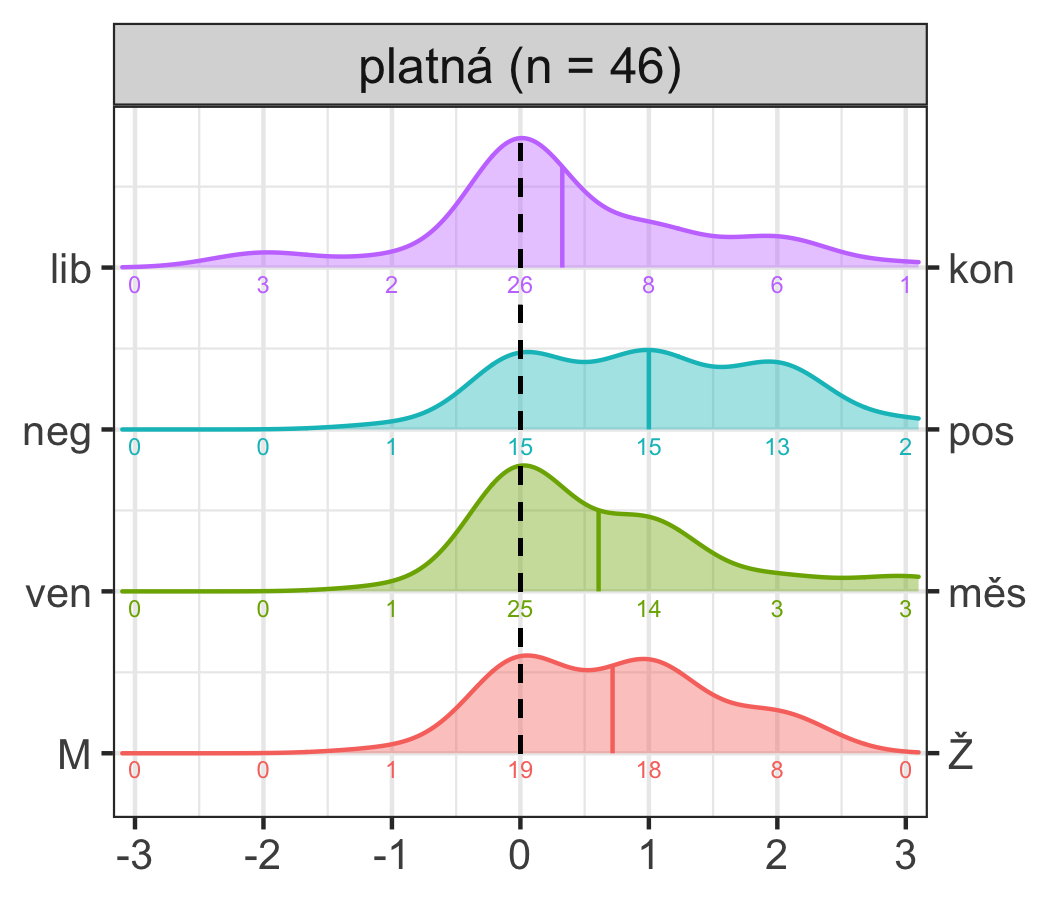 platná (n = 46)
lib kon
0 3 2 26 8 6 1
neg pos
0 0 1 15 15 13 2
ven měs
0 0 1 25 14 3 3
M Ž
0 0 1 19 18 8 0
-3 -2 -1 0 1 2 3